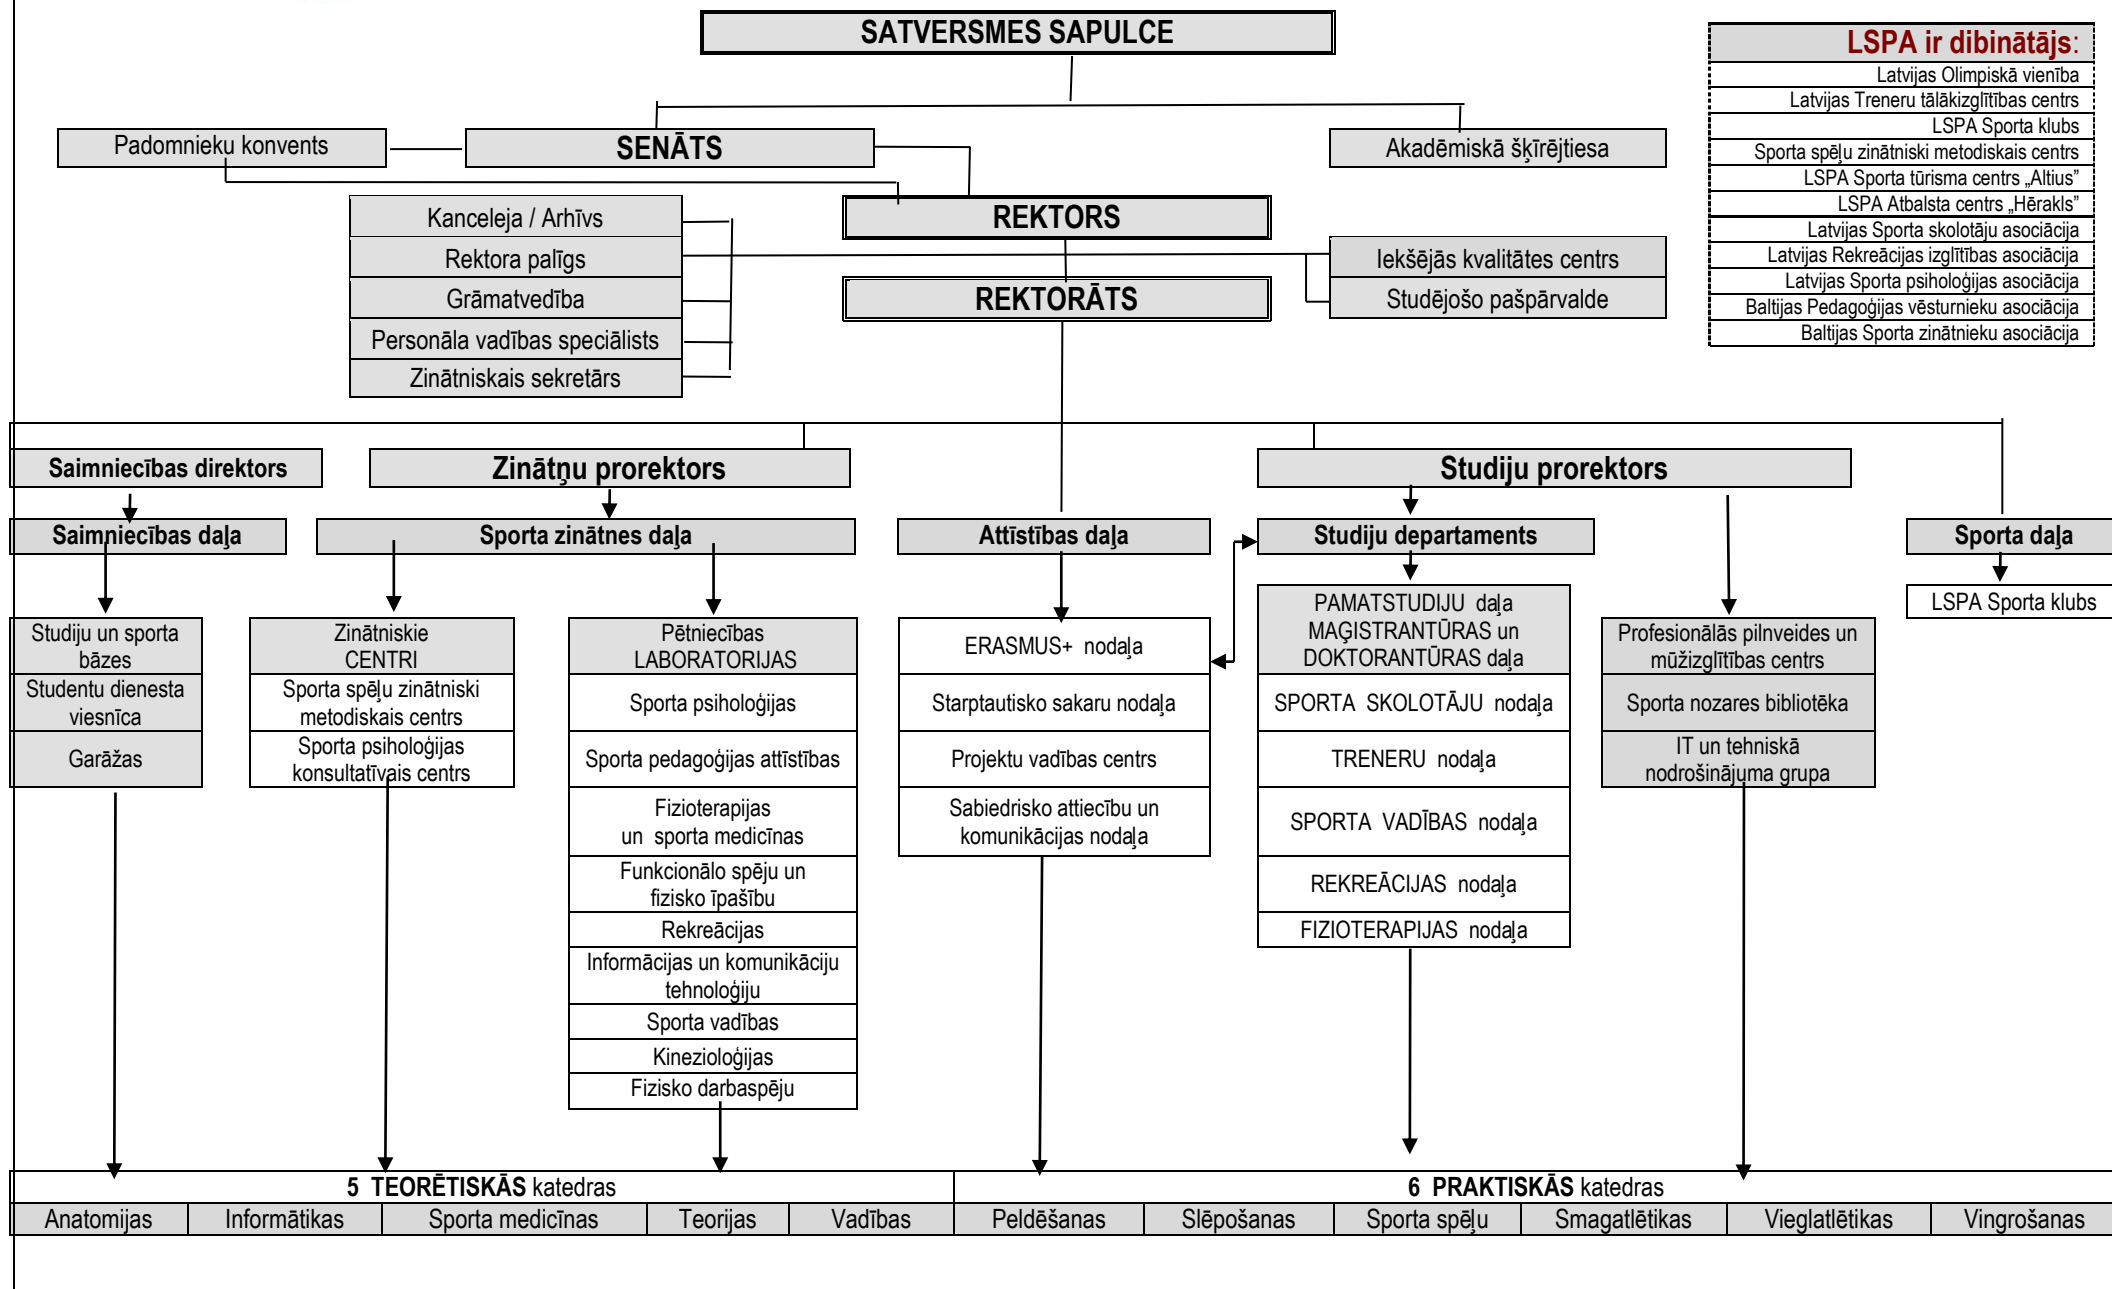 SATVERSMES SAPULCE
LSPA ir dibinātājs:
Latvijas Olimpiskā vienība
Latvijas Treneru tālākizglītības centrs
LSPA Sporta klubs
Sporta spēļu zinātniski metodiskais centrs
LSPA Sporta tūrisma centrs „Altius”
LSPA Atbalsta centrs „Hērakls”
Latvijas Sporta skolotāju asociācija
Latvijas Rekreācijas izglītības asociācija
Latvijas Sporta psiholoģijas asociācija
Baltijas Pedagoģijas vēsturnieku asociācija
Baltijas Sporta zinātnieku asociācija
Padomnieku konvents
SENĀTS
Akadēmiskā šķīrējtiesa
Kanceleja / Arhīvs
Rektora palīgs
Grāmatvedība
Personāla vadības speciālists
Zinātniskais sekretārs
REKTORS
REKTORĀTS
Iekšējās kvalitātes centrs
Studējošo pašpārvalde
Saimniecības direktors
Zinātņu prorektors
Studiju prorektors
Saimniecības daļa
Sporta zinātnes daļa
Attīstības daļa
Studiju departaments
Sporta daļa
Studiju un sporta
bāzes
Studentu dienesta
viesnīca
Garāžas
Zinātniskie
CENTRI
Sporta spēļu zinātniski
metodiskais centrs
Sporta psiholoģijas
konsultatīvais centrs
Pētniecības
LABORATORIJAS
Sporta psiholoģijas
Sporta pedagoģijas attīstības
Fizioterapijas
un sporta medicīnas
Funkcionālo spēju un
fizisko īpašību
Rekreācijas
Informācijas un komunikāciju
tehnoloģiju
Sporta vadības
Kinezioloģijas
Fizisko darbaspēju
ERASMUS+ nodaļa
Starptautisko sakaru nodaļa
Projektu vadības centrs
Sabiedrisko attiecību un
komunikācijas nodaļa
PAMATSTUDIJU daļa
MAĢISTRANTŪRAS un
DOKTORANTŪRAS daļa
SPORTA SKOLOTĀJU nodaļa
TRENERU nodaļa
SPORTA VADĪBAS nodaļa
REKREĀCIJAS nodaļa
FIZIOTERAPIJAS nodaļa
Profesionālās pilnveides un
mūžizglītības centrs
Sporta nozares bibliotēka
IT un tehniskā
nodrošinājuma grupa
LSPA Sporta klubs
5 TEORĒTISKĀS katedras
6 PRAKTISKĀS katedras
Anatomijas
Informātikas
Sporta medicīnas
Teorijas
Vadības
Peldēšanas
Slēpošanas
Sporta spēļu
Smagatlētikas
Vieglatlētikas
Vingrošanas